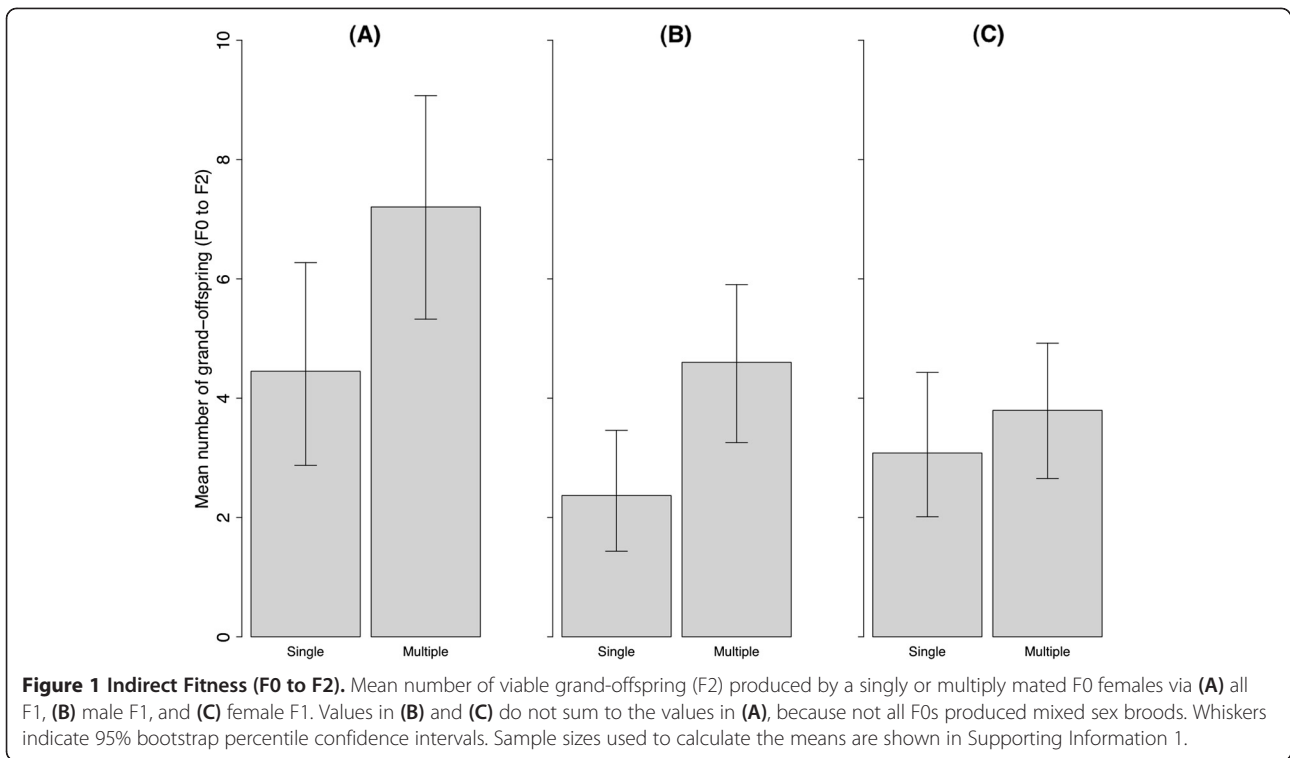 (A) (B) (C)
Mean number of grand-offspring (F0 to F2)
10
8
6
4
2
0
Single Multiple Single Multiple Single Multiple
Figure 1 Indirect Fitness (F0 to F2). Mean number of viable grand-offspring (F2) produced by a singly or multiply mated F0 females via (A) all
F1, (B) male F1, and (C) female F1. Values in (B) and (C) do not sum to the values in (A), because not all F0s produced mixed sex broods. Whiskers
indicate 95% bootstrap percentile confidence intervals. Sample sizes used to calculate the means are shown in Supporting Information 1.